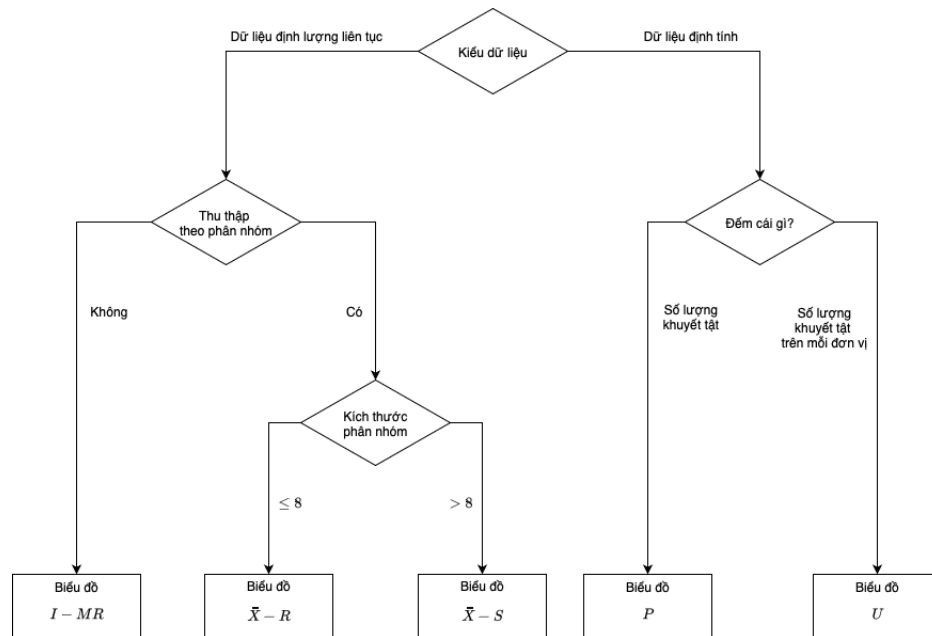 Dữ liệu định lượng liên tục
Kiểu dữ liệu
Dữ liệu định tính
Thu thập
theo phân nhóm
Đếm cái gì?
Không
Có
Số lượng
khuyết tật
Số lượng
khuyết tật
trên mỗi đơn vị
Kích thước
phân nhóm
≤ 8
> 8
Biểu đồ
I − MR
Biểu đồ
X̄ − R
Biểu đồ
X̄ − S
Biểu đồ
P
Biểu đồ
U